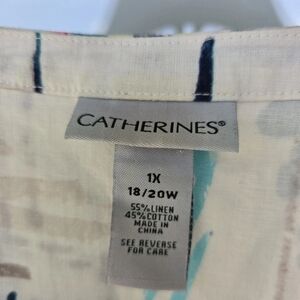 CATHERINES®
1X
18/20W
55%LINEN
45%COTTON
MADE IN
CHINA
SEE REVERSE
FOR CARE